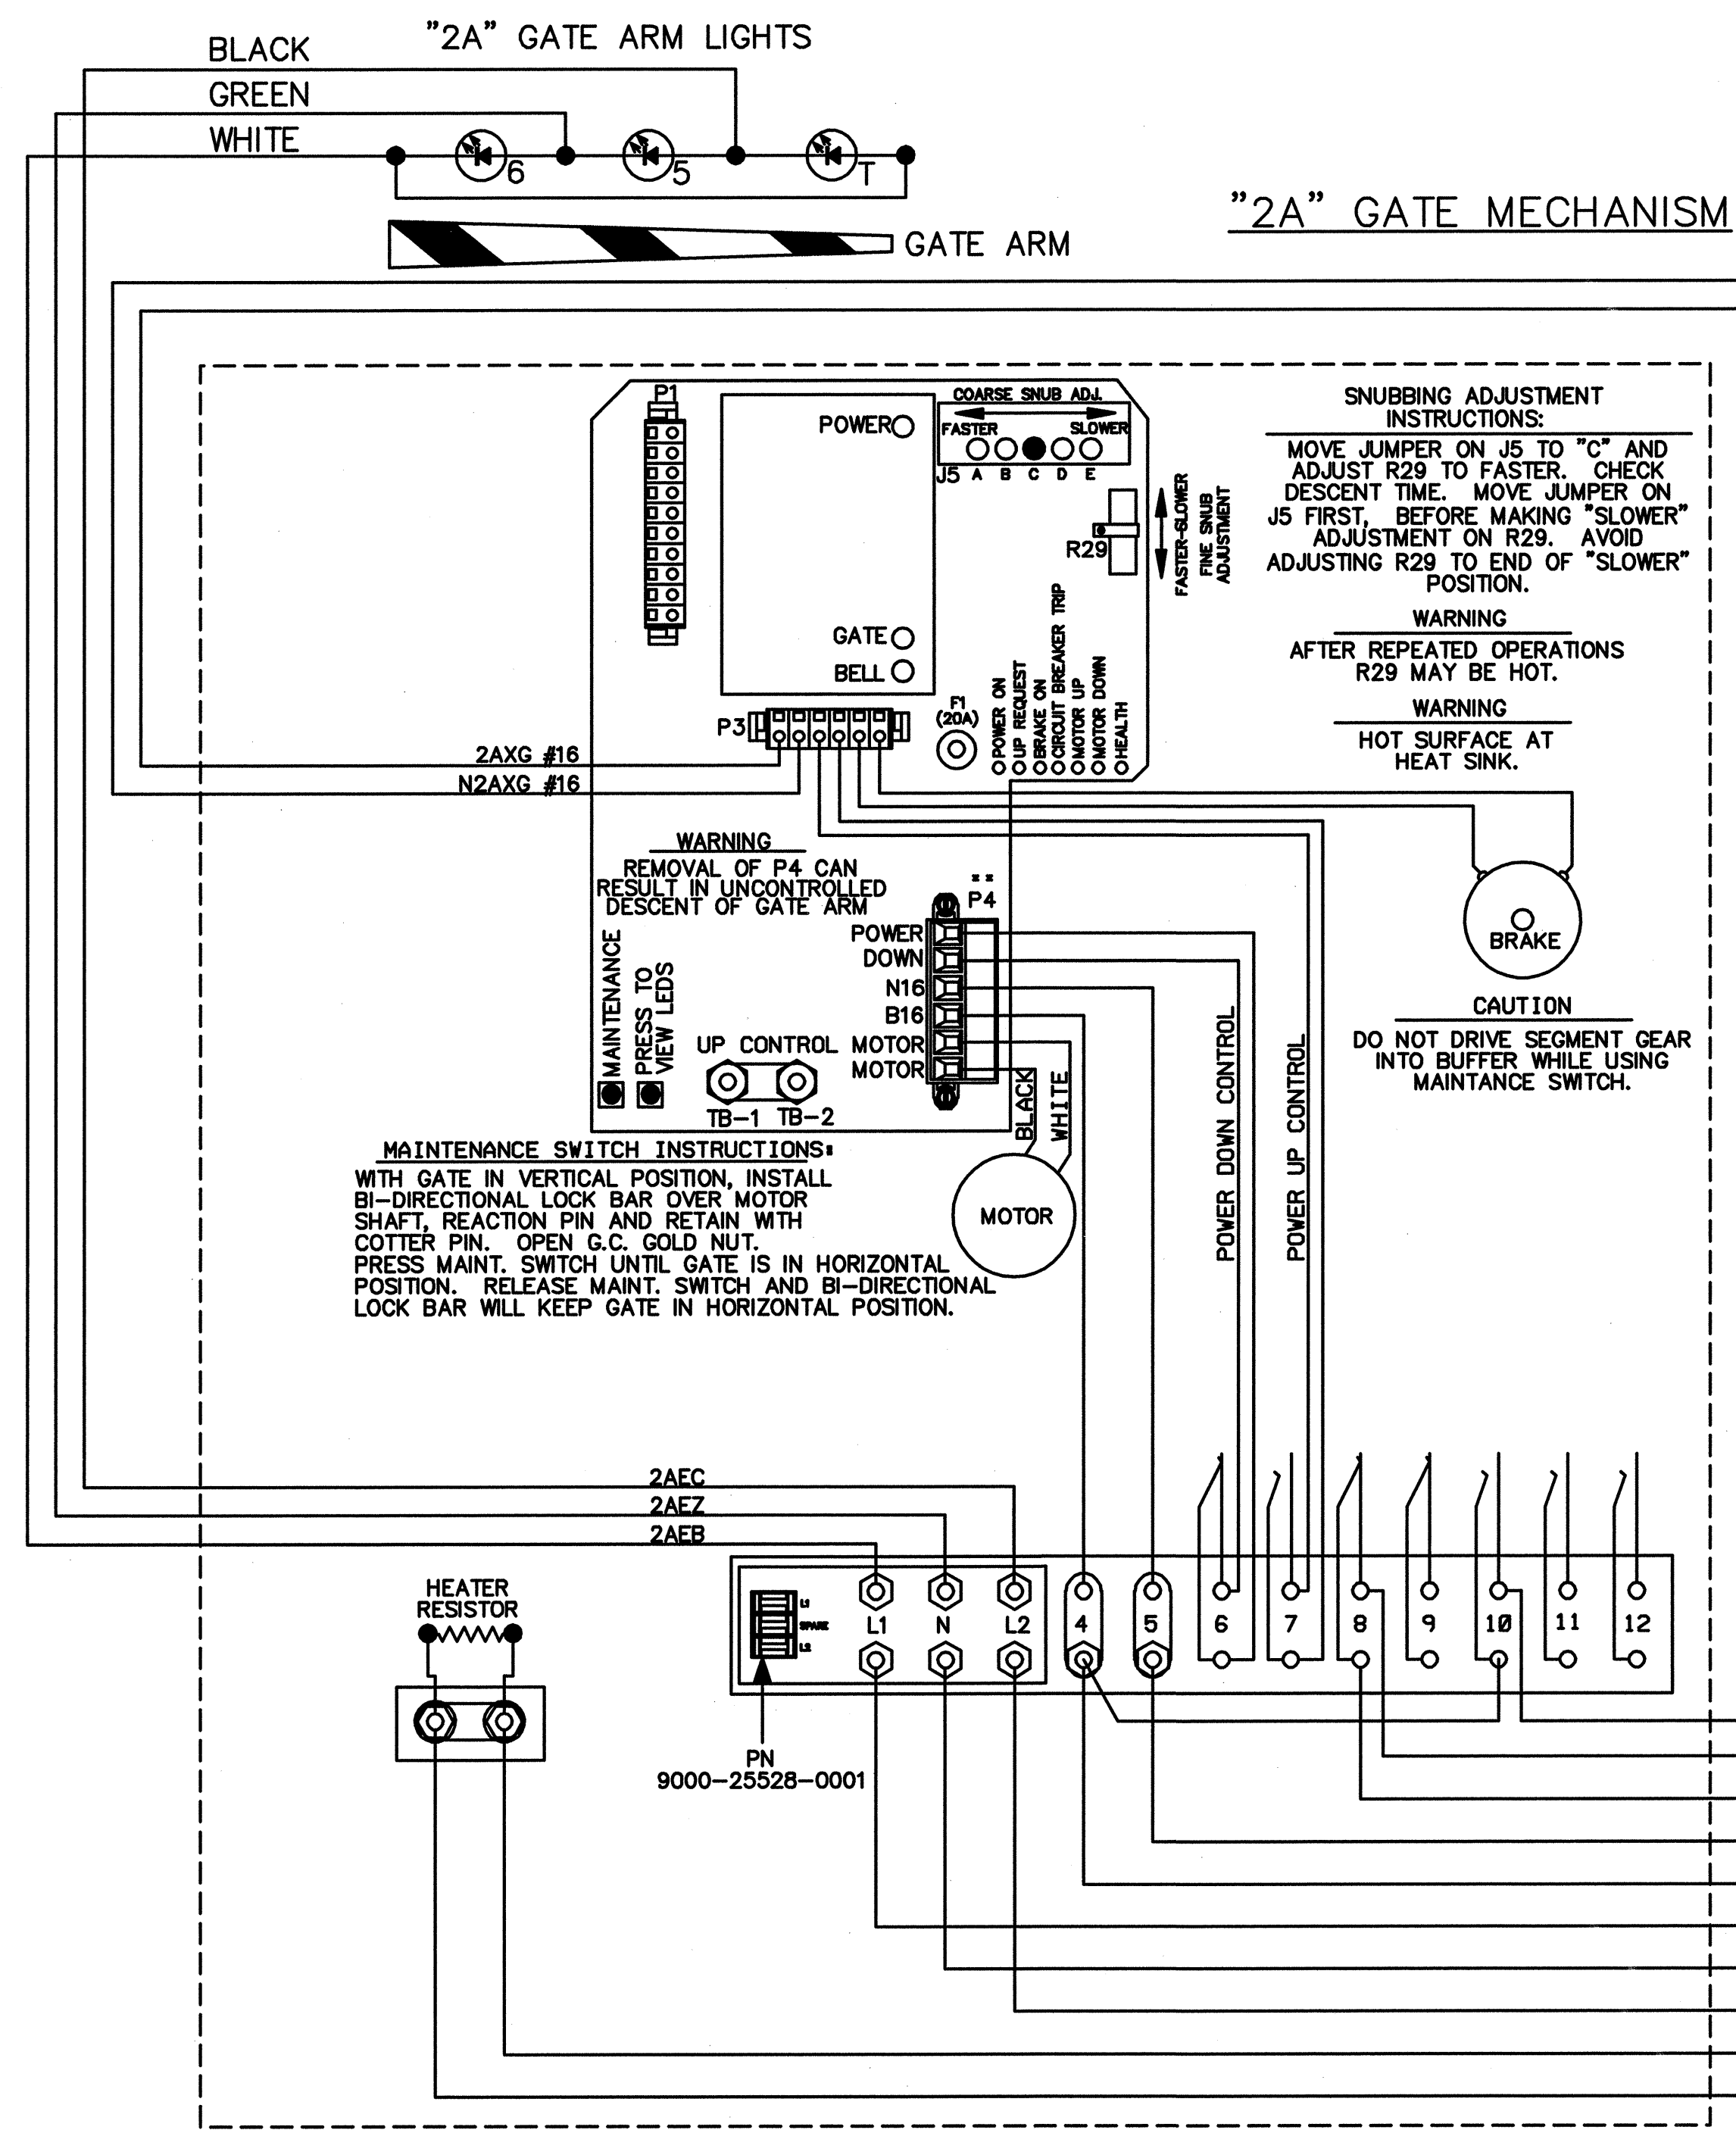 "2A" GATE ARM LIGHTS
BLACK
GREEN
WHITE
6
5
T
"2A" GATE MECHANISM
GATE ARM
P1
POWER
COARSE SNUB ADJ.
FASTER
SLOWER
J5 A B C D E
R29
FASTER-SLOWER
FINE SNUB
ADJUSTMENT
SNUBBING ADJUSTMENT
INSTRUCTIONS:
MOVE JUMPER ON J5 TO "C" AND
ADJUST R29 TO FASTER. CHECK
DESCENT TIME. MOVE JUMPER ON
J5 FIRST, BEFORE MAKING "SLOWER"
ADJUSTMENT ON R29. AVOID
ADJUSTING R29 TO END OF "SLOWER"
POSITION.
WARNING
AFTER REPEATED OPERATIONS
R29 MAY BE HOT.
WARNING
HOT SURFACE AT
HEAT SINK.
GATE
BELL
P3
F1
(20A)
POWER ON
UP REQUEST
BRAKE ON
CIRCUIT BREAKER TRIP
MOTOR UP
MOTOR DOWN
HEALTH
2AXG #16
N2AXG #16
WARNING
REMOVAL OF P4 CAN
RESULT IN UNCONTROLLED
DESCENT OF GATE ARM
** 
P4
POWER
DOWN
N16
B16
MOTOR
MOTOR
MAINTENANCE
PRESS TO
VIEW LEDS
UP CONTROL
TB-1 TB-2
BLACK
WHITE
MOTOR
BRAKE
CAUTION
DO NOT DRIVE SEGMENT GEAR
INTO BUFFER WHILE USING
MAINTANCE SWITCH.
POWER DOWN CONTROL
POWER UP CONTROL
MAINTENANCE SWITCH INSTRUCTIONS:
WITH GATE IN VERTICAL POSITION, INSTALL
BI-DIRECTIONAL LOCK BAR OVER MOTOR
SHAFT, REACTION PIN AND RETAIN WITH
COTTER PIN. OPEN G.C. GOLD NUT.
PRESS MAINT. SWITCH UNTIL GATE IS IN HORIZONTAL
POSITION. RELEASE MAINT. SWITCH AND BI-DIRECTIONAL
LOCK BAR WILL KEEP GATE IN HORIZONTAL POSITION.
2AEC
2AEZ
2AEB
HEATER
RESISTOR
L1
SPARE
L2
L1 N L2 4 5 6 7 8 9 10 11 12
PN
9000-25528-0001